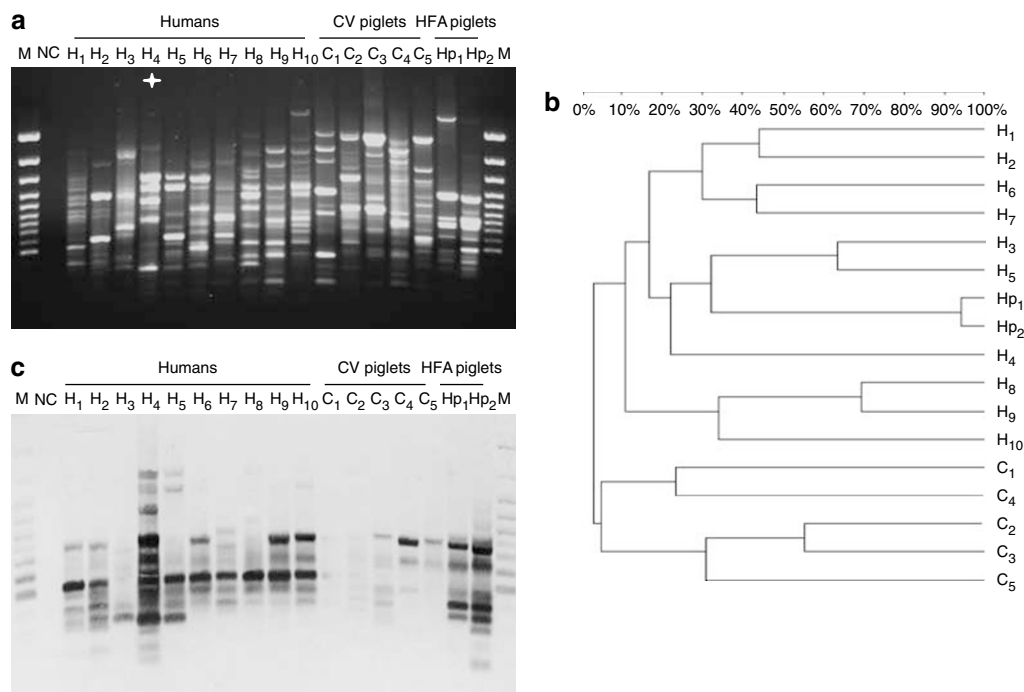 a
Humans CV piglets HFA piglets
M NC H1 H2 H3 H4 H5 H6 H7 H8 H9 H10 C1 C2 C3 C4 C5 Hp1 Hp2 M
b
0% 10% 20% 30% 40% 50% 60% 70% 80% 90% 100%
H1
H2
H6
H7
H3
H5
Hp1
Hp2
H4
H8
H9
H10
C1
C4
C2
C3
C5
c
Humans CV piglets HFA piglets
M NC H1 H2 H3 H4 H5 H6 H7 H8 H9 H10 C1 C2 C3 C4 C5 Hp1 Hp2 M